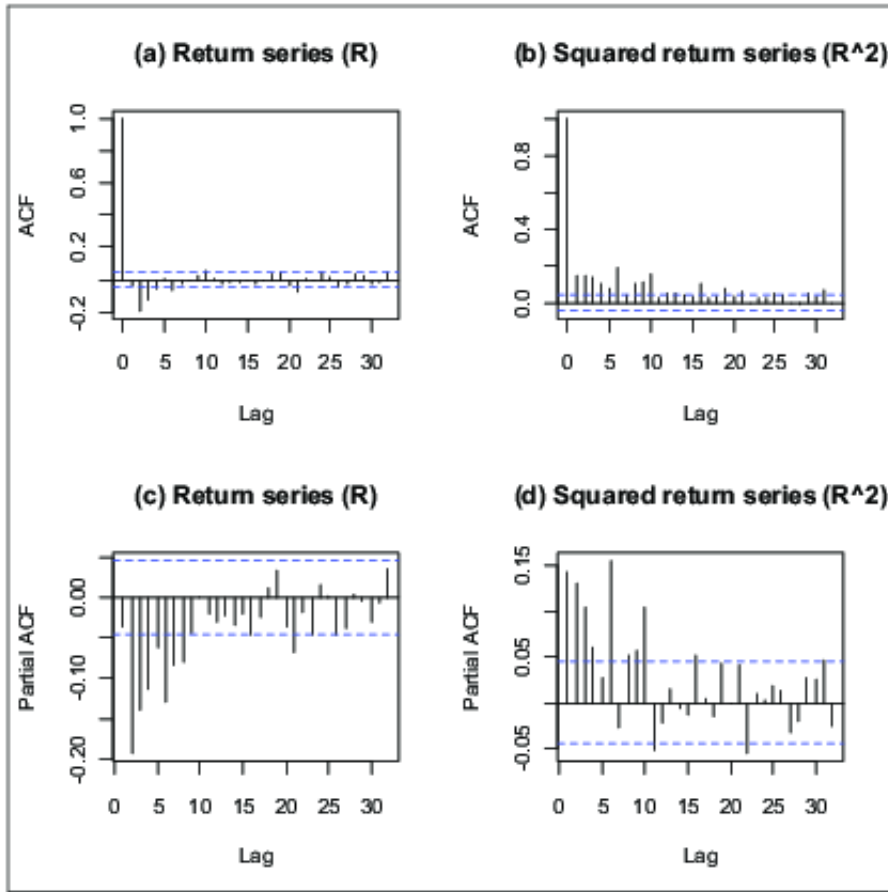 (a) Return series (R)
ACF
-0.2 0.2 0.6 1.0
0 5 10 15 20 25 30
Lag
(b) Squared return series (R^2)
ACF
0.0 0.4 0.8
0 5 10 15 20 25 30
Lag
(c) Return series (R)
Partial ACF
-0.20 -0.10 0.00
0 5 10 15 20 25 30
Lag
(d) Squared return series (R^2)
Partial ACF
-0.05 0.05 0.15
0 5 10 15 20 25 30
Lag